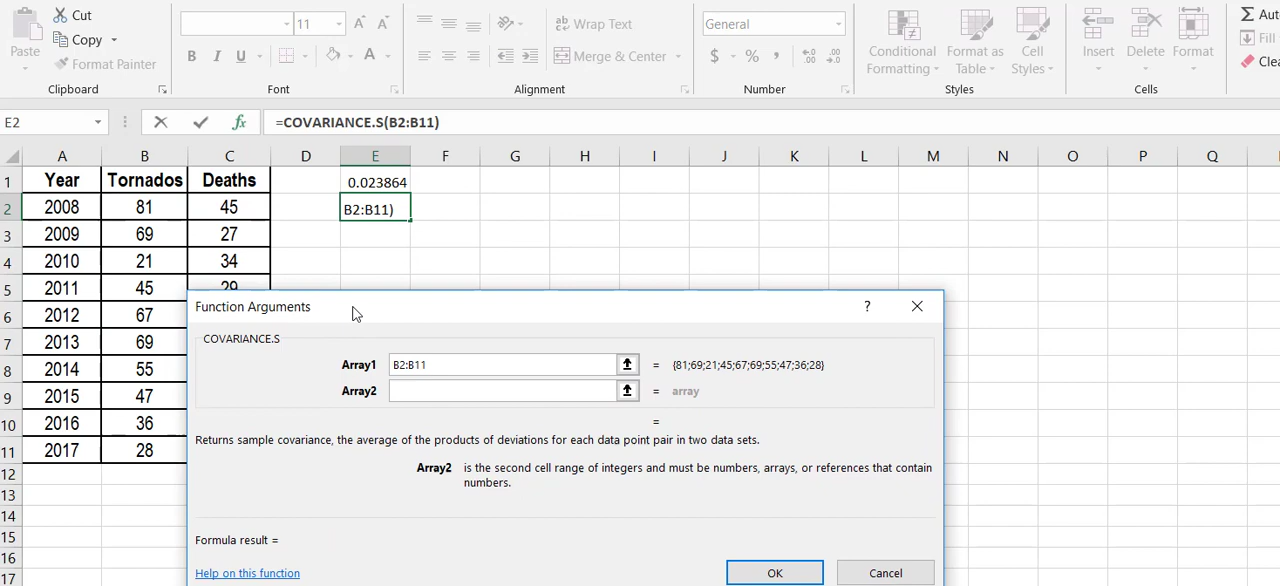 Cut
11
ab Wrap Text
General
Σ Auto
Paste
Copy
Conditional
Format as
Cell
Insert
Delete
Format
Fill
Format Painter
B I U
A
Merge & Center
$ % ,
Formatting
Table
Styles
Clea
Clipboard
Font
Alignment
Number
Styles
Cells
E2
fx
=COVARIANCE.S(B2:B11)
A B C D E F G H I J K L M N O P Q
1 Year Tornados Deaths 0.023864
2 2008 81 45 B2:B11)
3 2009 69 27
4 2010 21 34
5 2011 45 29
6 2012 67
7 2013 69
8 2014 55
9 2015 47
10 2016 36
11 2017 28
12
13
14
15
16
17
Function Arguments
?
COVARIANCE.S
Array1 B2:B11 = {81;69;21;45;67;69;55;47;36;28}
Array2 = array
=
Returns sample covariance, the average of the products of deviations for each data point pair in two data sets.
Array2 is the second cell range of integers and must be numbers, arrays, or references that contain
numbers.
Formula result =
Help on this function
OK
Cancel